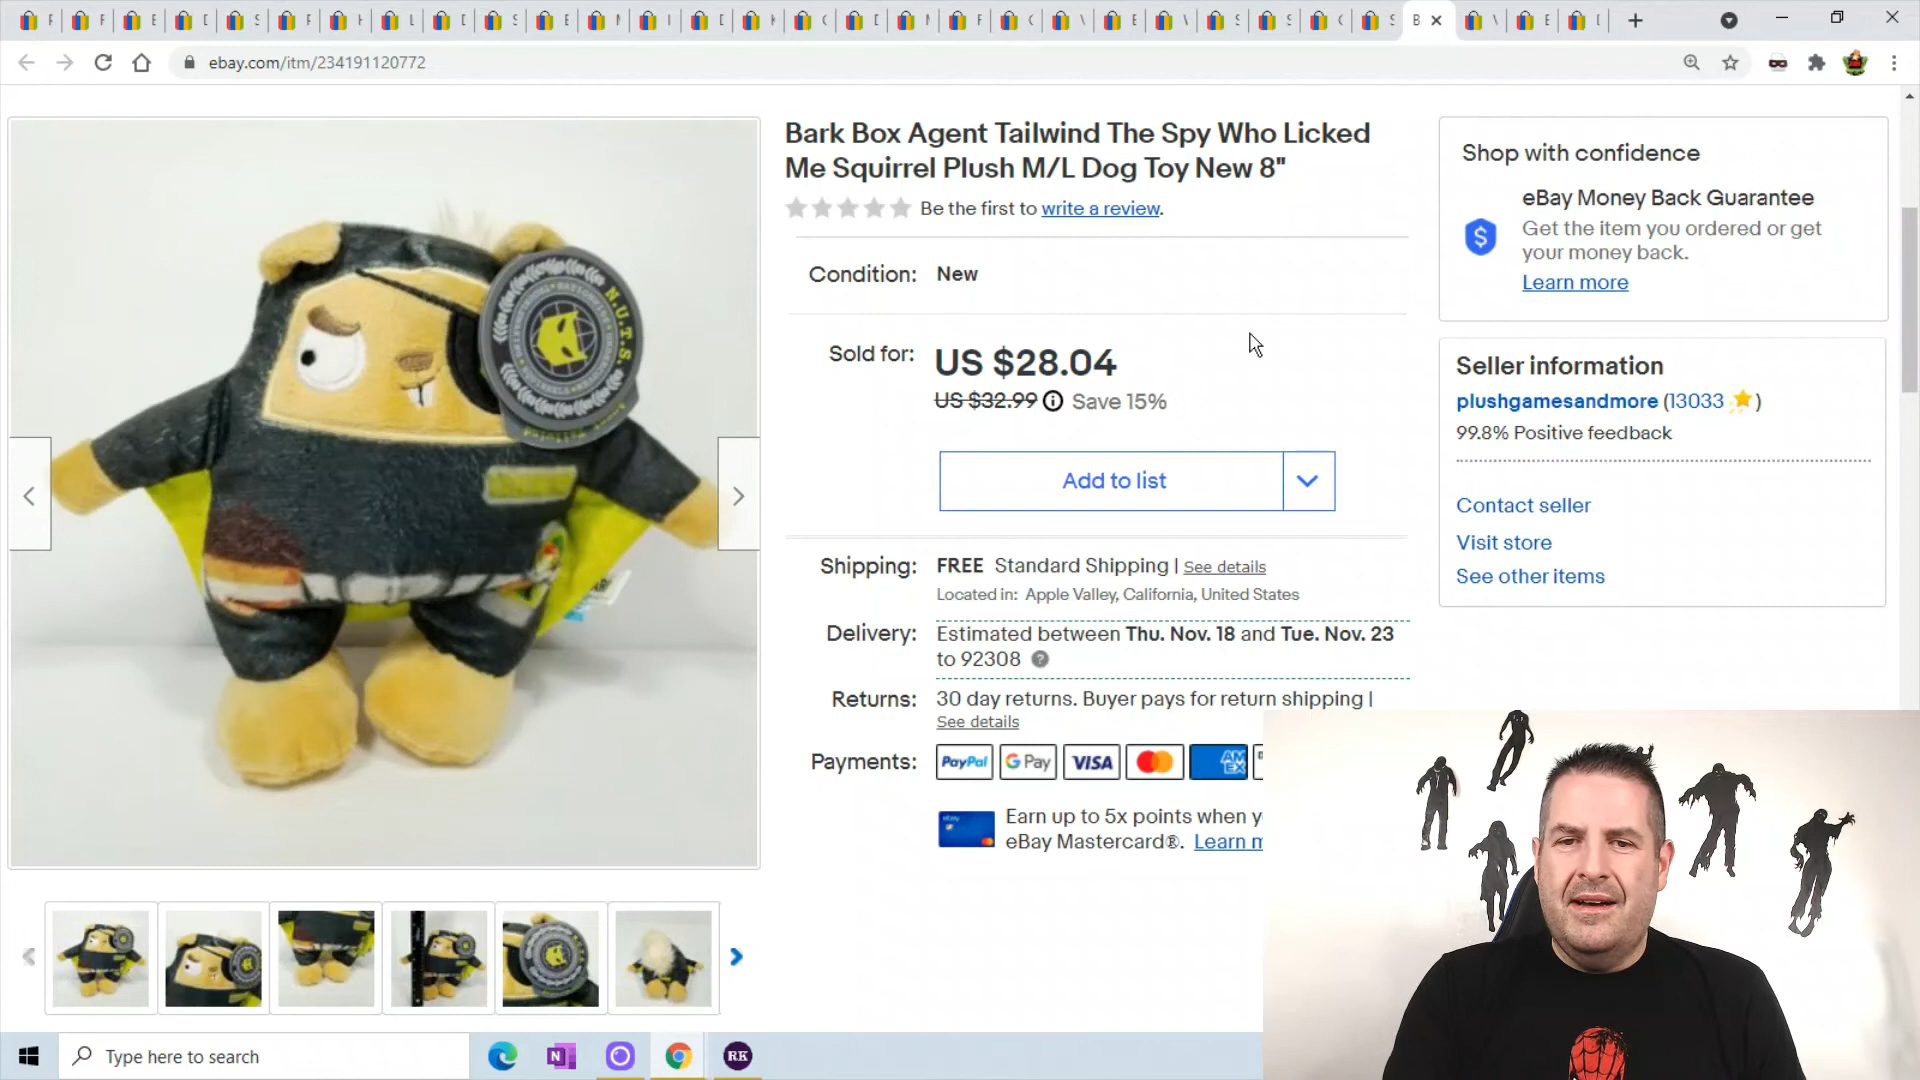 ebay.com/itm/234191120772
Bark Box Agent Tailwind The Spy Who Licked
Me Squirrel Plush M/L Dog Toy New 8"
Be the first to write a review.
Condition: New
Sold for: US $28.04
US $32.99 Save 15%
Add to list
Shipping: FREE Standard Shipping | See details
Located in: Apple Valley, California, United States
Delivery: Estimated between Thu. Nov. 18 and Tue. Nov. 23
to 92308
Returns: 30 day returns. Buyer pays for return shipping |
See details
Payments: PayPal G Pay VISA AM EX
Earn up to 5x points when y
eBay Mastercard®. Learn m
Shop with confidence
eBay Money Back Guarantee
Get the item you ordered or get
your money back.
Learn more
Seller information
plushgamesandmore (13033)
99.8% Positive feedback
Contact seller
Visit store
See other items
N.U.T.S.
Type here to search
N
RK